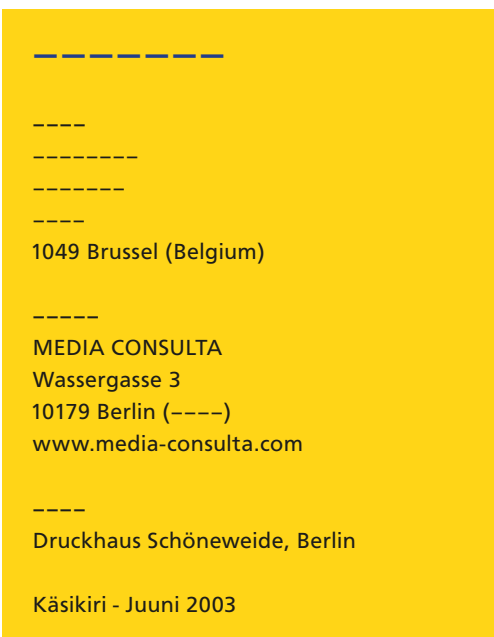 –––––––
––––
––––––––
–––––––
––––
1049 Brussel (Belgium)
–––––
MEDIA CONSULTA
Wassergasse 3
10179 Berlin (––––)
www.media-consulta.com
––––
Druckhaus Schöneweide, Berlin
Käsikiri - Juuni 2003